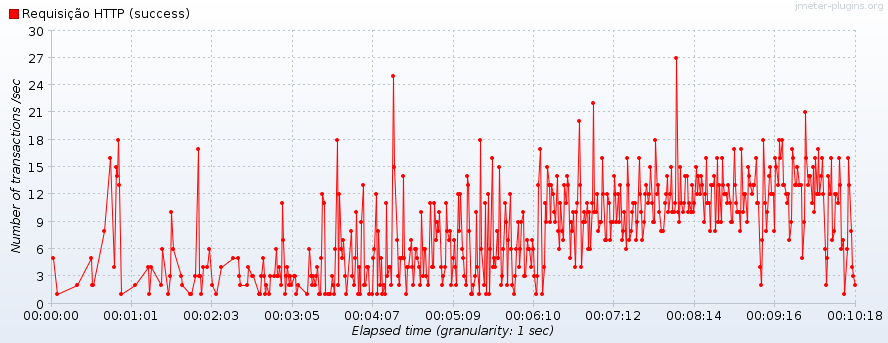 Requisição HTTP (success)
jmeter-plugins.org
Number of transactions /sec
30
27
24
21
18
15
12
9
6
3
0
00:00:00 00:01:01 00:02:03 00:03:05 00:04:07 00:05:09 00:06:10 00:07:12 00:08:14 00:09:16 00:10:18
Elapsed time (granularity: 1 sec)